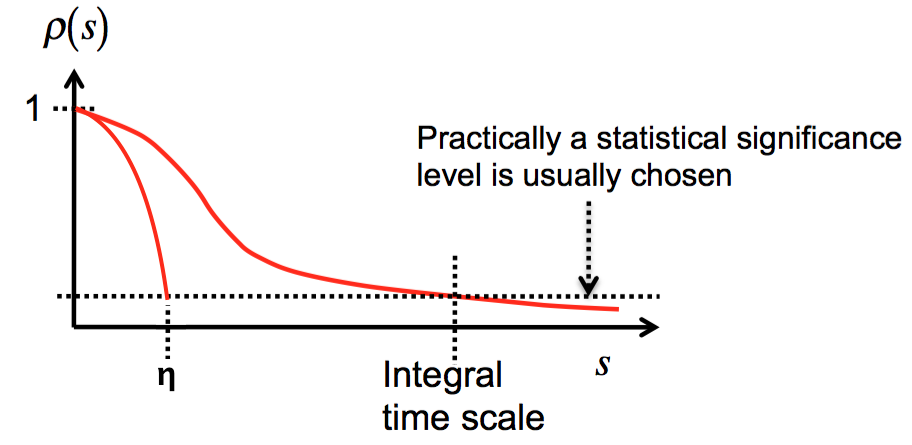 ρ(s)
1
Practically a statistical significance
level is usually chosen
η
Integral
time scale
s